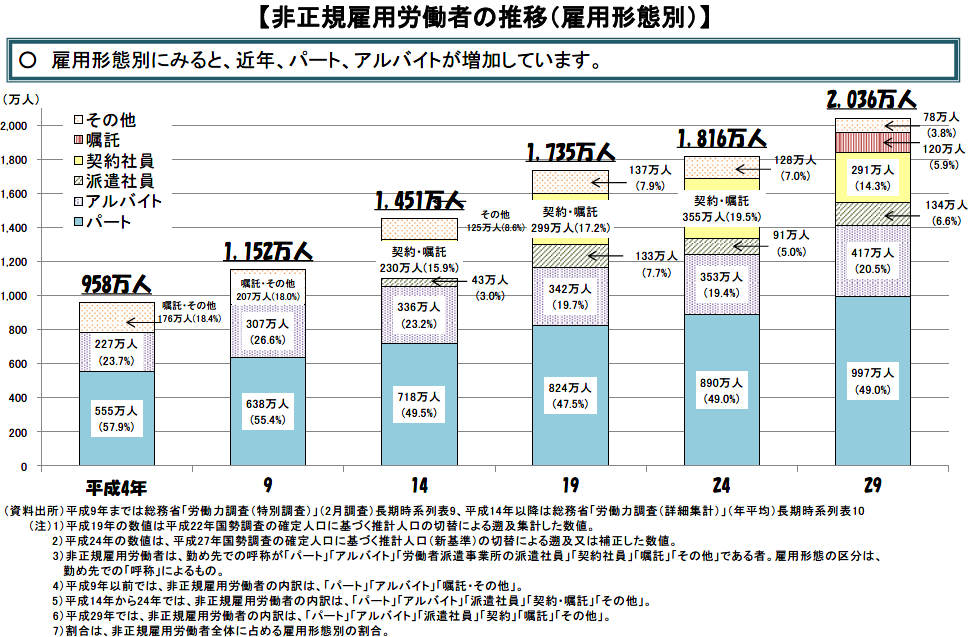 【非正規雇用労働者の推移（雇用形態別）】
○ 雇用形態別にみると、近年、パート、アルバイトが増加しています。
（万人）
2,000
1,800
1,600
1,400
1,200
1,000
800
600
400
200
0
その他
嘱託
契約社員
派遣社員
アルバイト
パート
958万人
嘱託・その他
176万人(18.4%)
227万人
(23.7%)
555万人
(57.9%)
平成4年
1,152万人
嘱託・その他
207万人(18.0%)
307万人
(26.6%)
638万人
(55.4%)
9
1,451万人
その他
125万人(8.6%)
契約・嘱託
230万人(15.9%)
43万人
(3.0%)
336万人
(23.2%)
718万人
(49.5%)
14
1,735万人
137万人
(7.9%)
契約・嘱託
299万人(17.2%)
133万人
(7.7%)
342万人
(19.7%)
824万人
(47.5%)
19
1,816万人
128万人
(7.0%)
契約・嘱託
355万人(19.5%)
91万人
(5.0%)
353万人
(19.4%)
890万人
(49.0%)
24
2,036万人
78万人
(3.8%)
120万人
(5.9%)
291万人
(14.3%)
134万人
(6.6%)
417万人
(20.5%)
997万人
(49.0%)
29
（資料出所）平成9年までは総務省「労働力調査（特別調査）」（2月調査）長期時系列表9、平成14年以降は総務省「労働力調査（詳細集計）」（年平均）長期時系列表10
（注）1）平成19年の数値は平成22年国勢調査の確定人口に基づく推計人口の切替による遡及集計した数値。
2）平成24年の数値は、平成27年国勢調査の確定人口に基づく推計人口（新基準）の切替による遡及又は補正した数値。
3）非正規雇用労働者は、勤め先での呼称が「パート」「アルバイト」「労働者派遣事業所の派遣社員」「契約社員」「嘱託」「その他」である者。雇用形態の区分は、
勤め先での「呼称」によるもの。
4）平成9年以前では、非正規雇用労働者の内訳は、「パート」「アルバイト」「嘱託・その他」。
5）平成14年から24年では、非正規雇用労働者の内訳は、「パート」「アルバイト」「派遣社員」「契約・嘱託」「その他」。
6）平成29年では、非正規雇用労働者の内訳は、「パート」「アルバイト」「派遣社員」「契約」「嘱託」「その他」。
7）割合は、非正規雇用労働者全体に占める雇用形態別の割合。